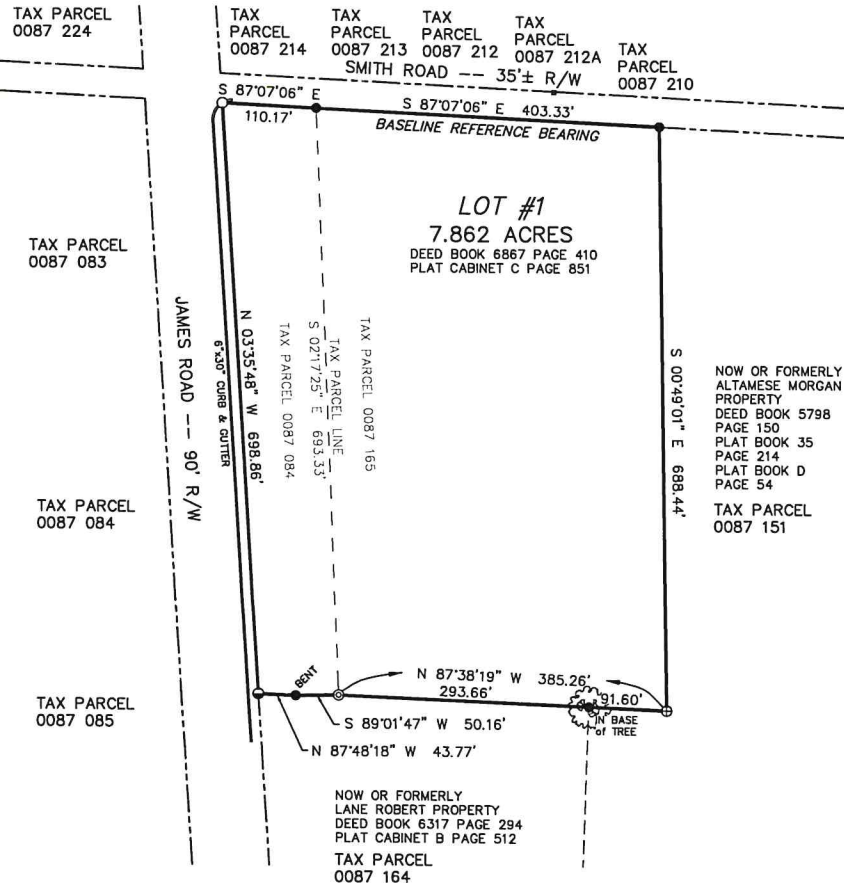 TAX PARCEL
0087 224
TAX
PARCEL
0087 214
TAX
PARCEL
0087 213
TAX
PARCEL
0087 212
TAX
PARCEL
0087 212A
TAX
PARCEL
0087 210
SMITH ROAD -- 35'± R/W
S 87°07'06" E
110.17'
S 87°07'06" E 403.33'
BASELINE REFERENCE BEARING
LOT #1
7.862 ACRES
DEED BOOK 6867 PAGE 410
PLAT CABINET C PAGE 851
TAX PARCEL
0087 083
JAMES ROAD -- 90' R/W
6"x30" CURB & GUTTER
N 03°35'48" W 698.86'
TAX PARCEL 0087 084
S 02°17'25" E 693.33'
TAX PARCEL LINE
TAX PARCEL 0087 165
S 00°49'01" E 688.44'
NOW OR FORMERLY
ALTAMESE MORGAN
PROPERTY
DEED BOOK 5798
PAGE 150
PLAT BOOK 35
PAGE 214
PLAT BOOK D
PAGE 54
TAX PARCEL
0087 151
TAX PARCEL
0087 084
TAX PARCEL
0087 085
BENT
N 87°38'19" W 385.26'
293.66'
91.60'
IN BASE
of TREE
S 89°01'47" W 50.16'
N 87°48'18" W 43.77'
NOW OR FORMERLY
LANE ROBERT PROPERTY
DEED BOOK 6317 PAGE 294
PLAT CABINET B PAGE 512
TAX PARCEL
0087 164